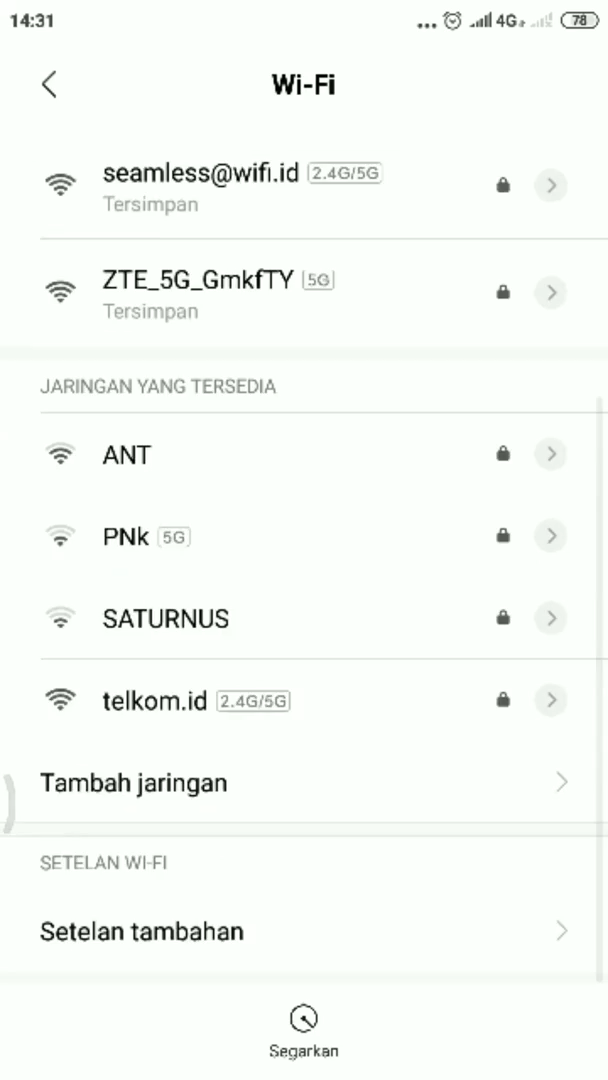 14:31
4G
78
Wi-Fi
seamless@wifi.id 2.4G/5G
Tersimpan
ZTE_5G_GmkfTY 5G
Tersimpan
JARINGAN YANG TERSEDIA
ANT
PNk 5G
SATURNUS
telkom.id 2.4G/5G
Tambah jaringan
SETELAN WI-FI
Setelan tambahan
Segarkan